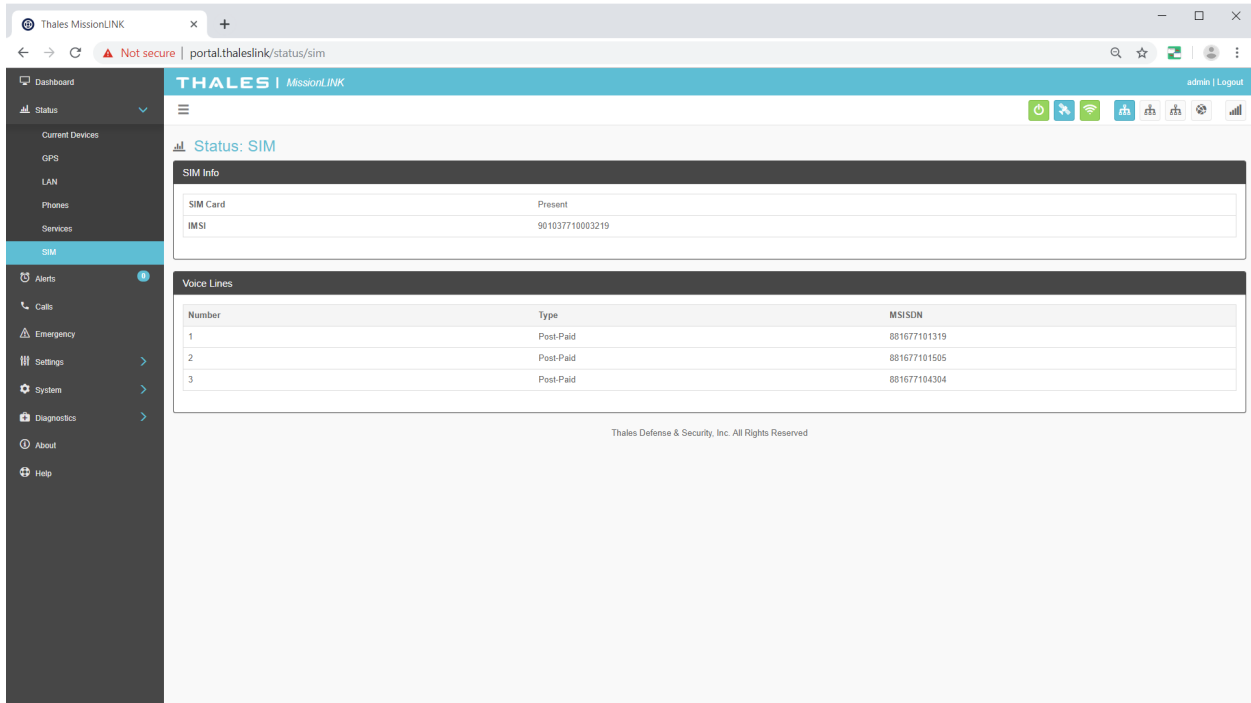 Thales MissionLINK
Not secure | portal.thaleslink/status/sim
Dashboard
THALES | MissionLINK
admin | Logout
Status
Current Devices
GPS
LAN
Phones
Services
SIM
Alerts 0
Calls
Emergency
Settings
System
Diagnostics
About
Help
Status: SIM
SIM Info
SIM Card Present
IMSI 901037710003219
Voice Lines
Number Type MSISDN
1 Post-Paid 881677101319
2 Post-Paid 881677101505
3 Post-Paid 881677104304
Thales Defense & Security, Inc. All Rights Reserved